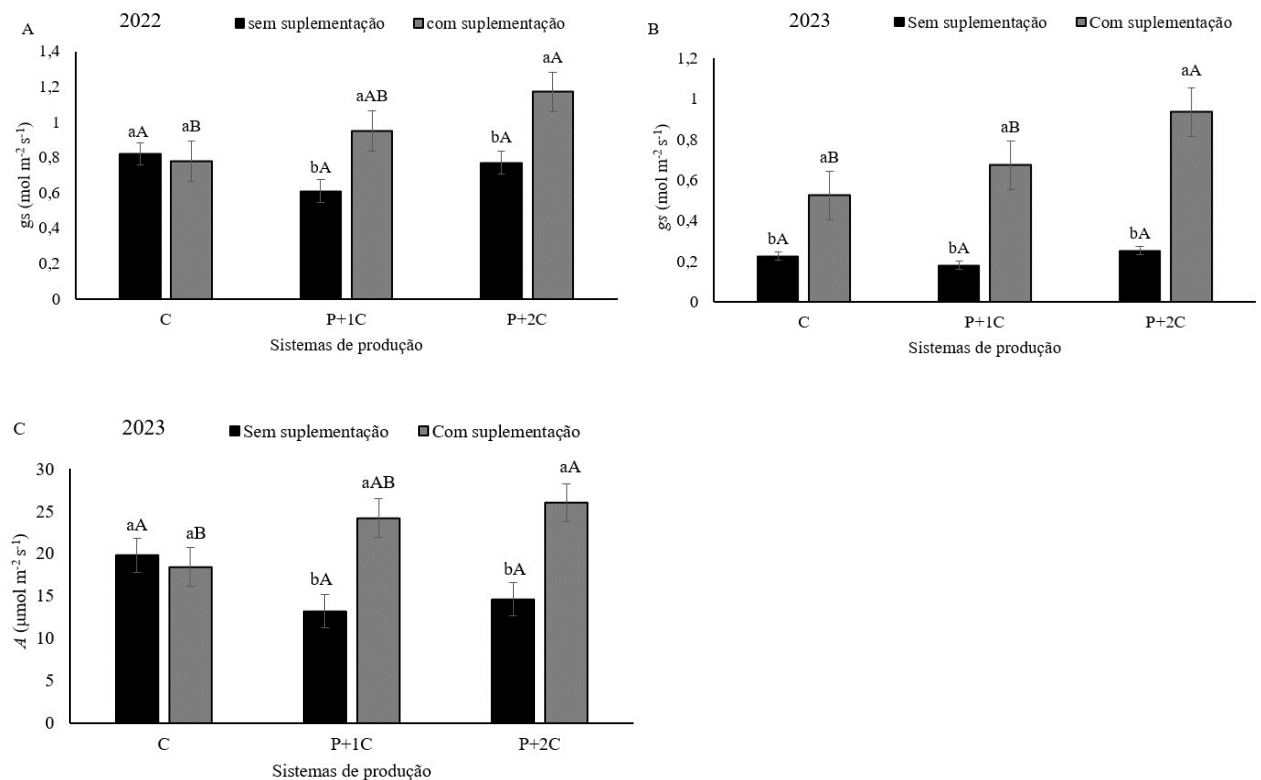 A
2022
sem suplementação
com suplementação
gs (mol m-2 s-1)
1,4
1,2
1
0,8
0,6
0,4
0,2
0
aA
aB
bA
aAB
bA
aA
C
P+1C
P+2C
Sistemas de produção
B
2023
Sem suplementação
Com suplementação
gs (mol m-2 s-1)
1,2
1
0,8
0,6
0,4
0,2
0
bA
aB
bA
aB
bA
aA
C
P+1C
P+2C
Sistemas de produção
C
2023
Sem suplementação
Com suplementação
A (µmol m-2 s-1)
30
25
20
15
10
5
0
aA
aB
bA
aAB
bA
aA
C
P+1C
P+2C
Sistemas de produção